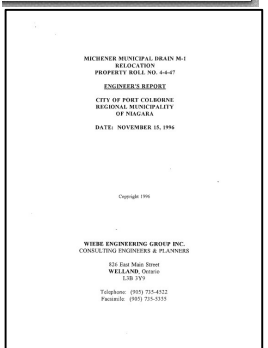 MICHENER MUNICIPAL DRAIN M-1
RELOCATION
PROPERTY ROLL NO. 4-6-47
ENGINEER'S REPORT
CITY OF PORT COLBORNE
REGIONAL MUNICIPALITY
OF NIAGARA
DATE: NOVEMBER 15, 1996
Copyright 1996
WIEBE ENGINEERING GROUP INC.
CONSULTING ENGINEERS & PLANNERS
826 East Main Street
WELLAND, Ontario
L3B 3Y9
Telephone: (905) 735-4522
Facsimile: (905) 735-5355